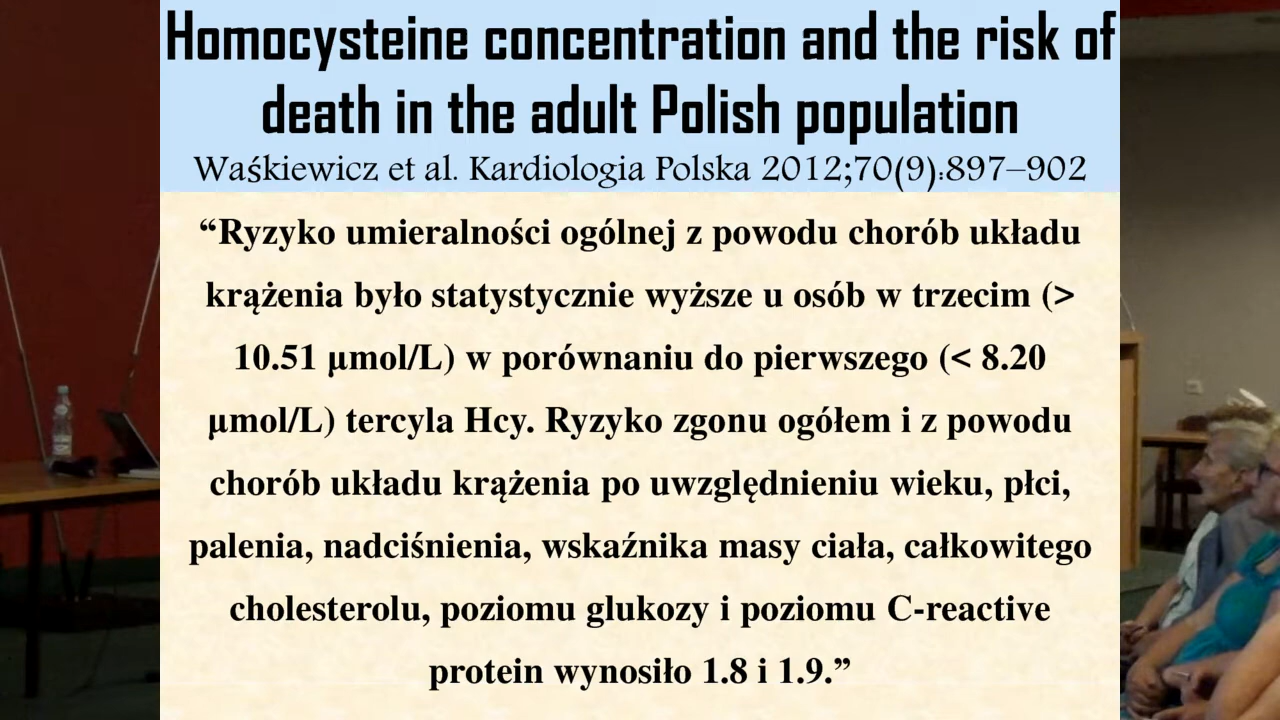 Homocysteine concentration and the risk of
death in the adult Polish population
Waśkiewicz et al. Kardiologia Polska 2012;70(9):897–902
“Ryzyko umieralności ogólnej z powodu chorób układu
krążenia było statystycznie wyższe u osób w trzecim (>
10.51 μmol/L) w porównaniu do pierwszego (< 8.20
μmol/L) tercyla Hcy. Ryzyko zgonu ogółem i z powodu
chorób układu krążenia po uwzględnieniu wieku, płci,
palenia, nadciśnienia, wskaźnika masy ciała, całkowitego
cholesterolu, poziomu glukozy i poziomu C-reactive
protein wynosiło 1.8 i 1.9.”